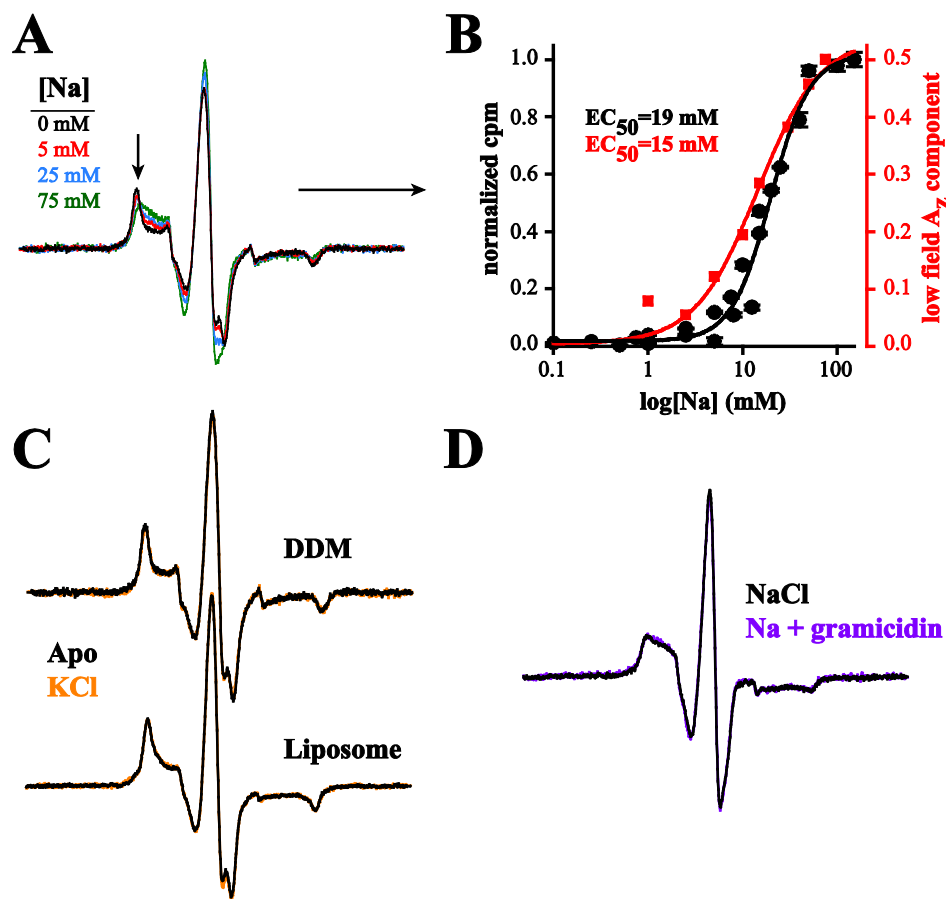 A
[Na]
0 mM
5 mM
25 mM
75 mM
B
normalized cpm
1.0
0.8
0.6
0.4
0.2
0.0
EC50=19 mM
EC50=15 mM
0.5
0.4
0.3
0.2
0.1
0.0
low field AZ component
0.1
1
10
100
log[Na] (mM)
C
DDM
Apo
KCl
Liposome
D
NaCl
Na + gramicidin